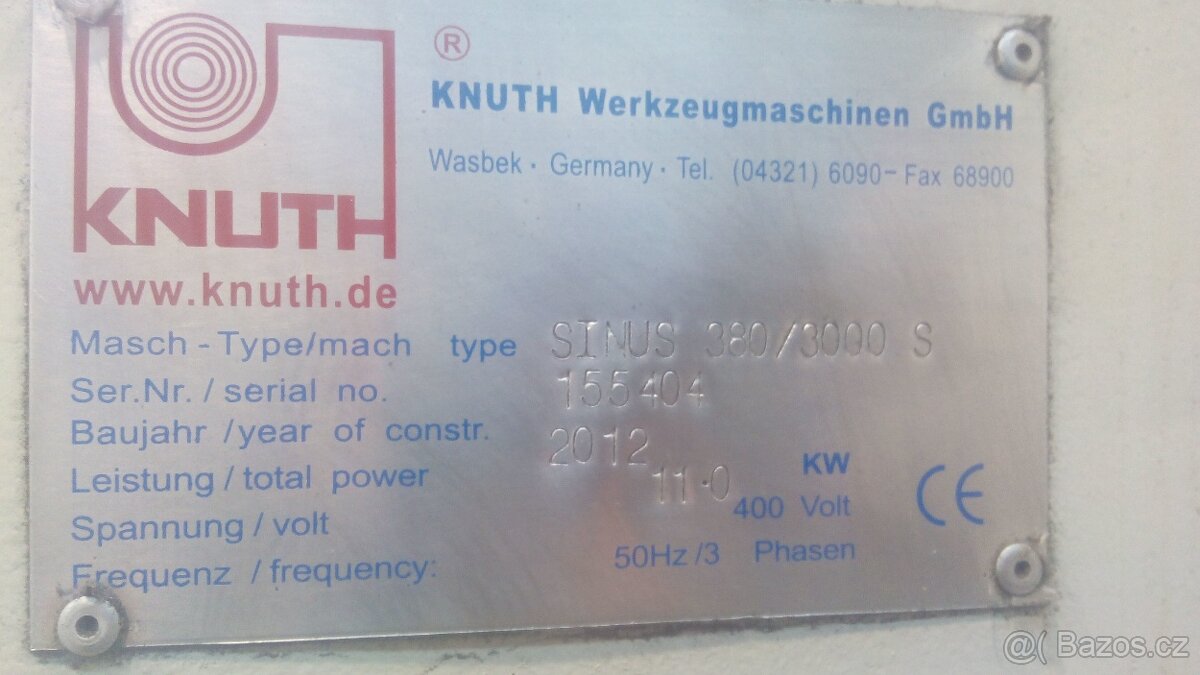 ®
KNUTH Werkzeugmaschinen GmbH
Wasbek · Germany · Tel. (04321) 6090 - Fax 68900
KNUTH
www.knuth.de
Masch - Type/mach type SINUS 380/3000 S
Ser.Nr. / serial no. 155404
Baujahr /year of constr. 2012
Leistung / total power 11.0 KW
Spannung / volt 400 Volt
Frequenz / frequency: 50Hz /3 Phasen
CE
@( Bazos.cz